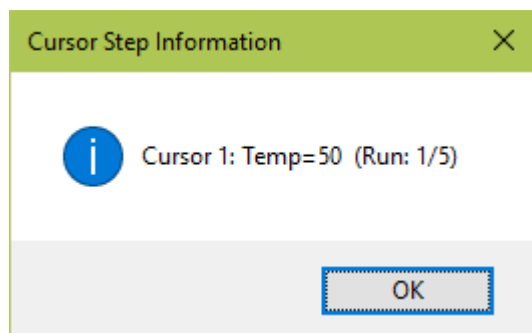 Cursor Step Information
Cursor 1: Temp=50  (Run: 1/5)
OK